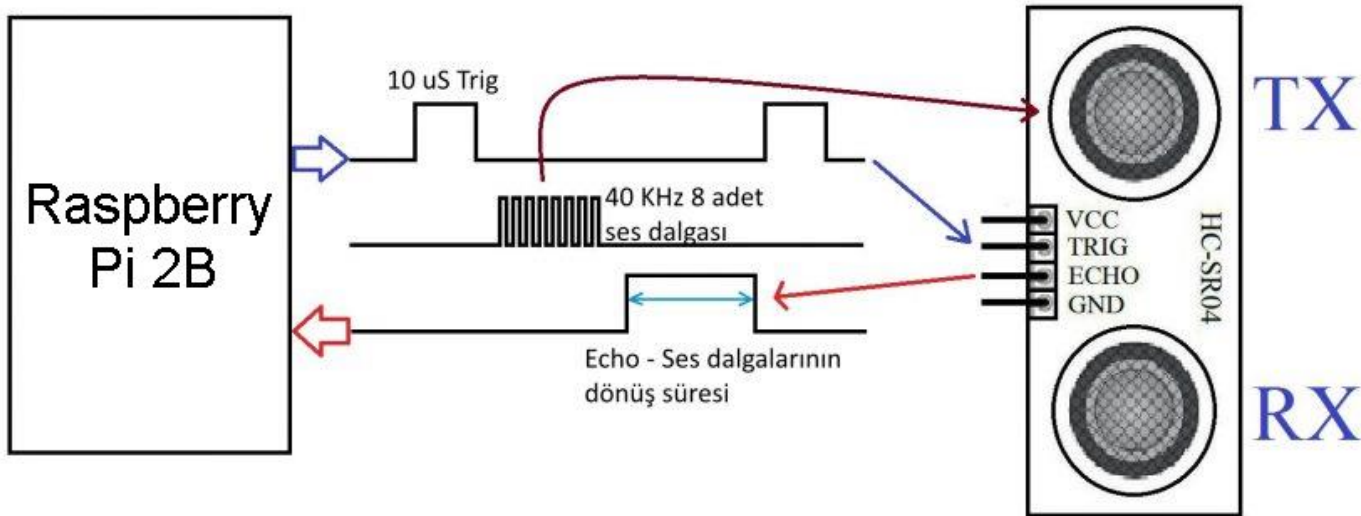 Raspberry
Pi 2B
10 uS Trig
40 KHz 8 adet
ses dalgası
Echo - Ses dalgalarının
dönüş süresi
VCC
TRIG
ECHO
GND
HC-SR04
TX
RX